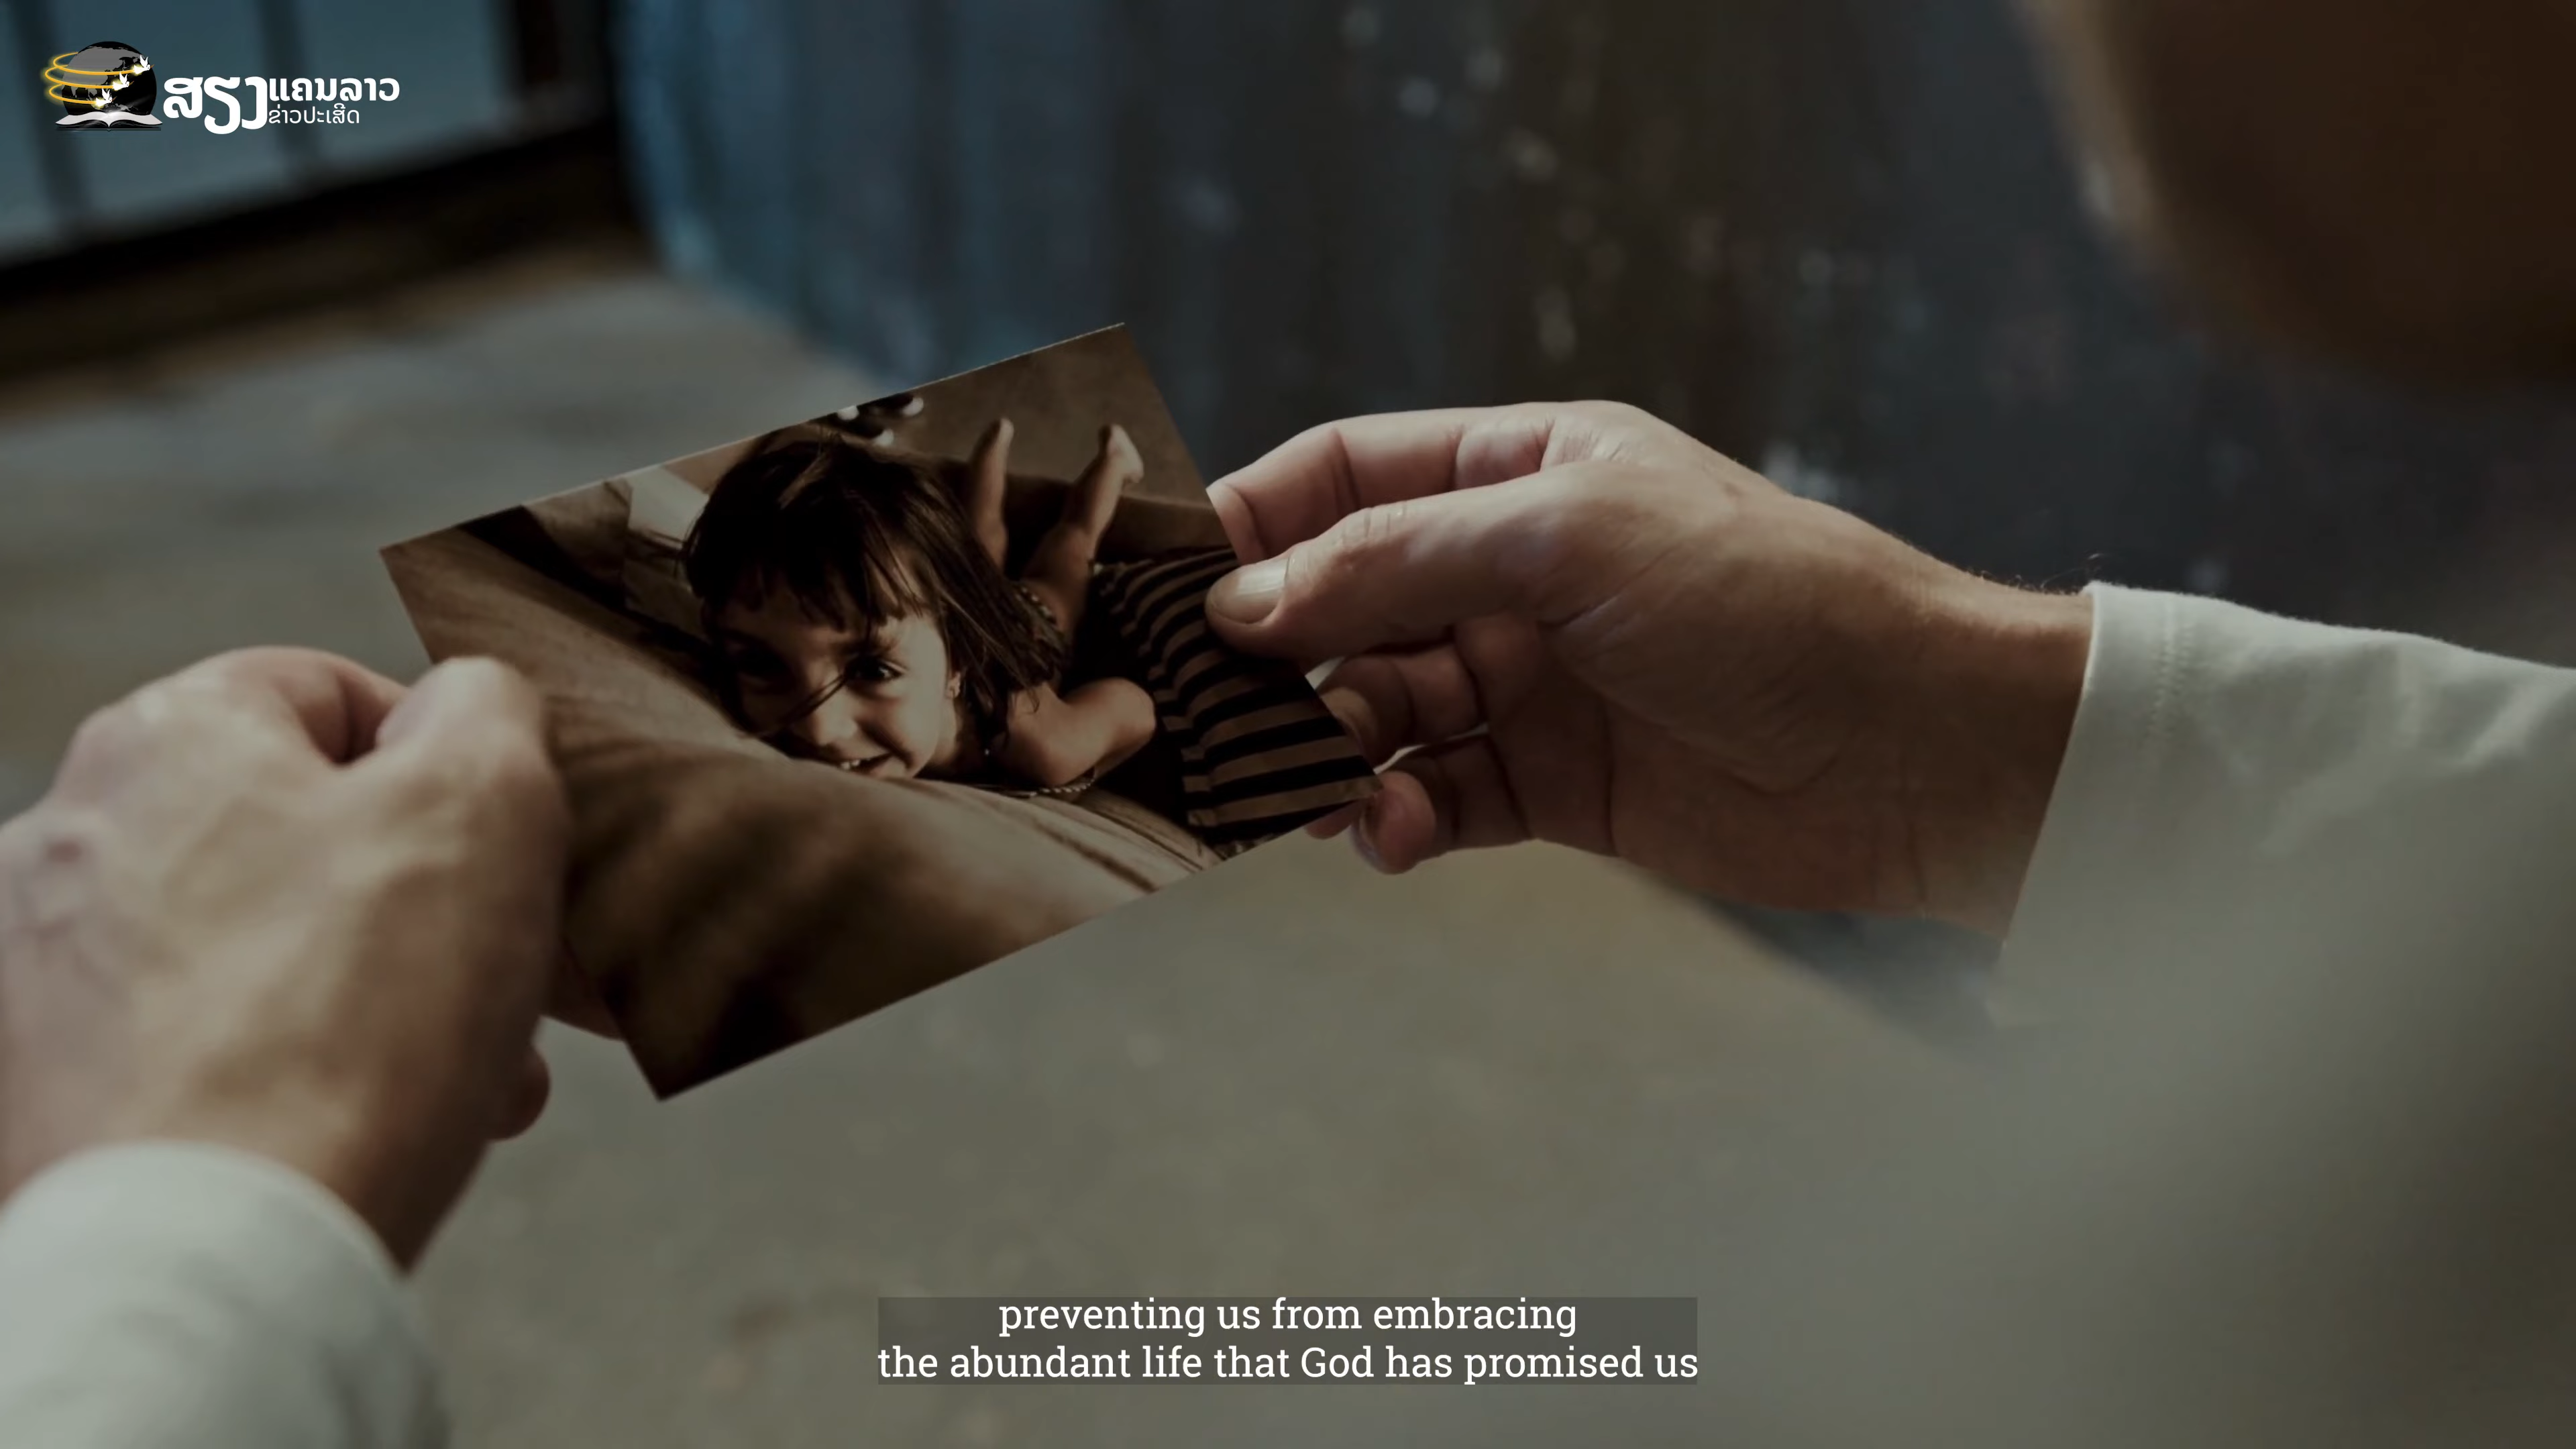 ສຽງແຄນລາວ
ຂ່າວປະເສີດ
preventing us from embracing
the abundant life that God has promised us